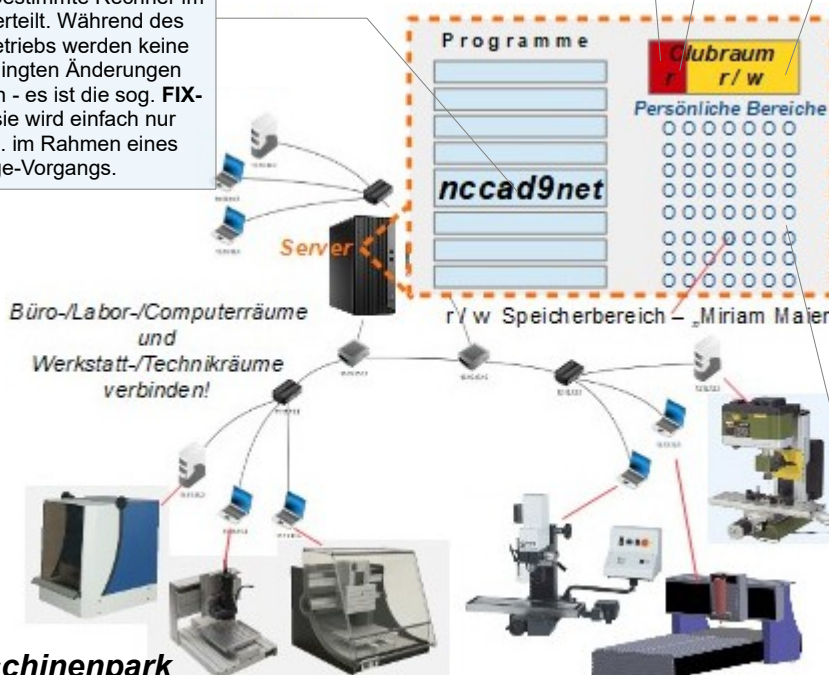 bestimmte Rechner im
erteilt. Während des
etriebs werden keine
ingten Änderungen
n - es ist die sog. FIX-
sie wird einfach nur
. im Rahmen eines
ge-Vorgangs.
Programme
nccad9net
Clubraum
r r/w
Persönliche Bereiche
Server
r/w Speicherbereich – „Miriam Maier
Büro-/Labor-/Computerräume
und
Werkstatt-/Technikräume
verbinden!
schinenpark